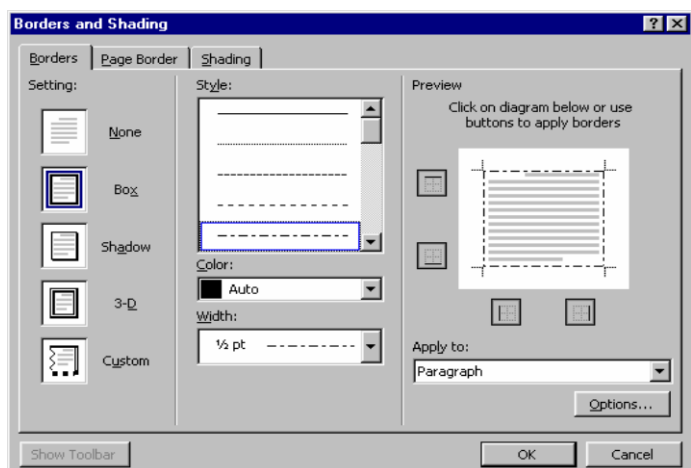 Borders and Shading
Borders
Page Border
Shading
Setting:
None
Box
Shadow
3-D
Custom
Style:
Color:
Auto
Width:
½ pt
Preview
Click on diagram below or use
buttons to apply borders
Apply to:
Paragraph
Options...
Show Toolbar
OK
Cancel